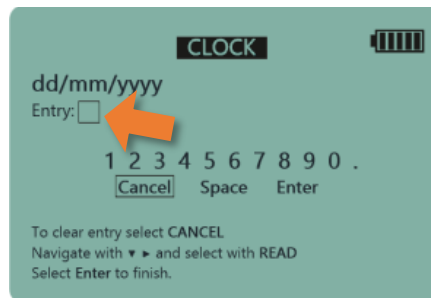 CLOCK
dd/mm/yyyy
Entry:
1 2 3 4 5 6 7 8 9 0 .
Cancel Space Enter
To clear entry select CANCEL
Navigate with ▼ ► and select with READ
Select Enter to finish.